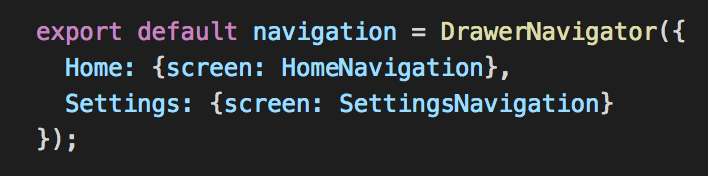 export default navigation = DrawerNavigator({
  Home: {screen: HomeNavigation},
  Settings: {screen: SettingsNavigation}
});